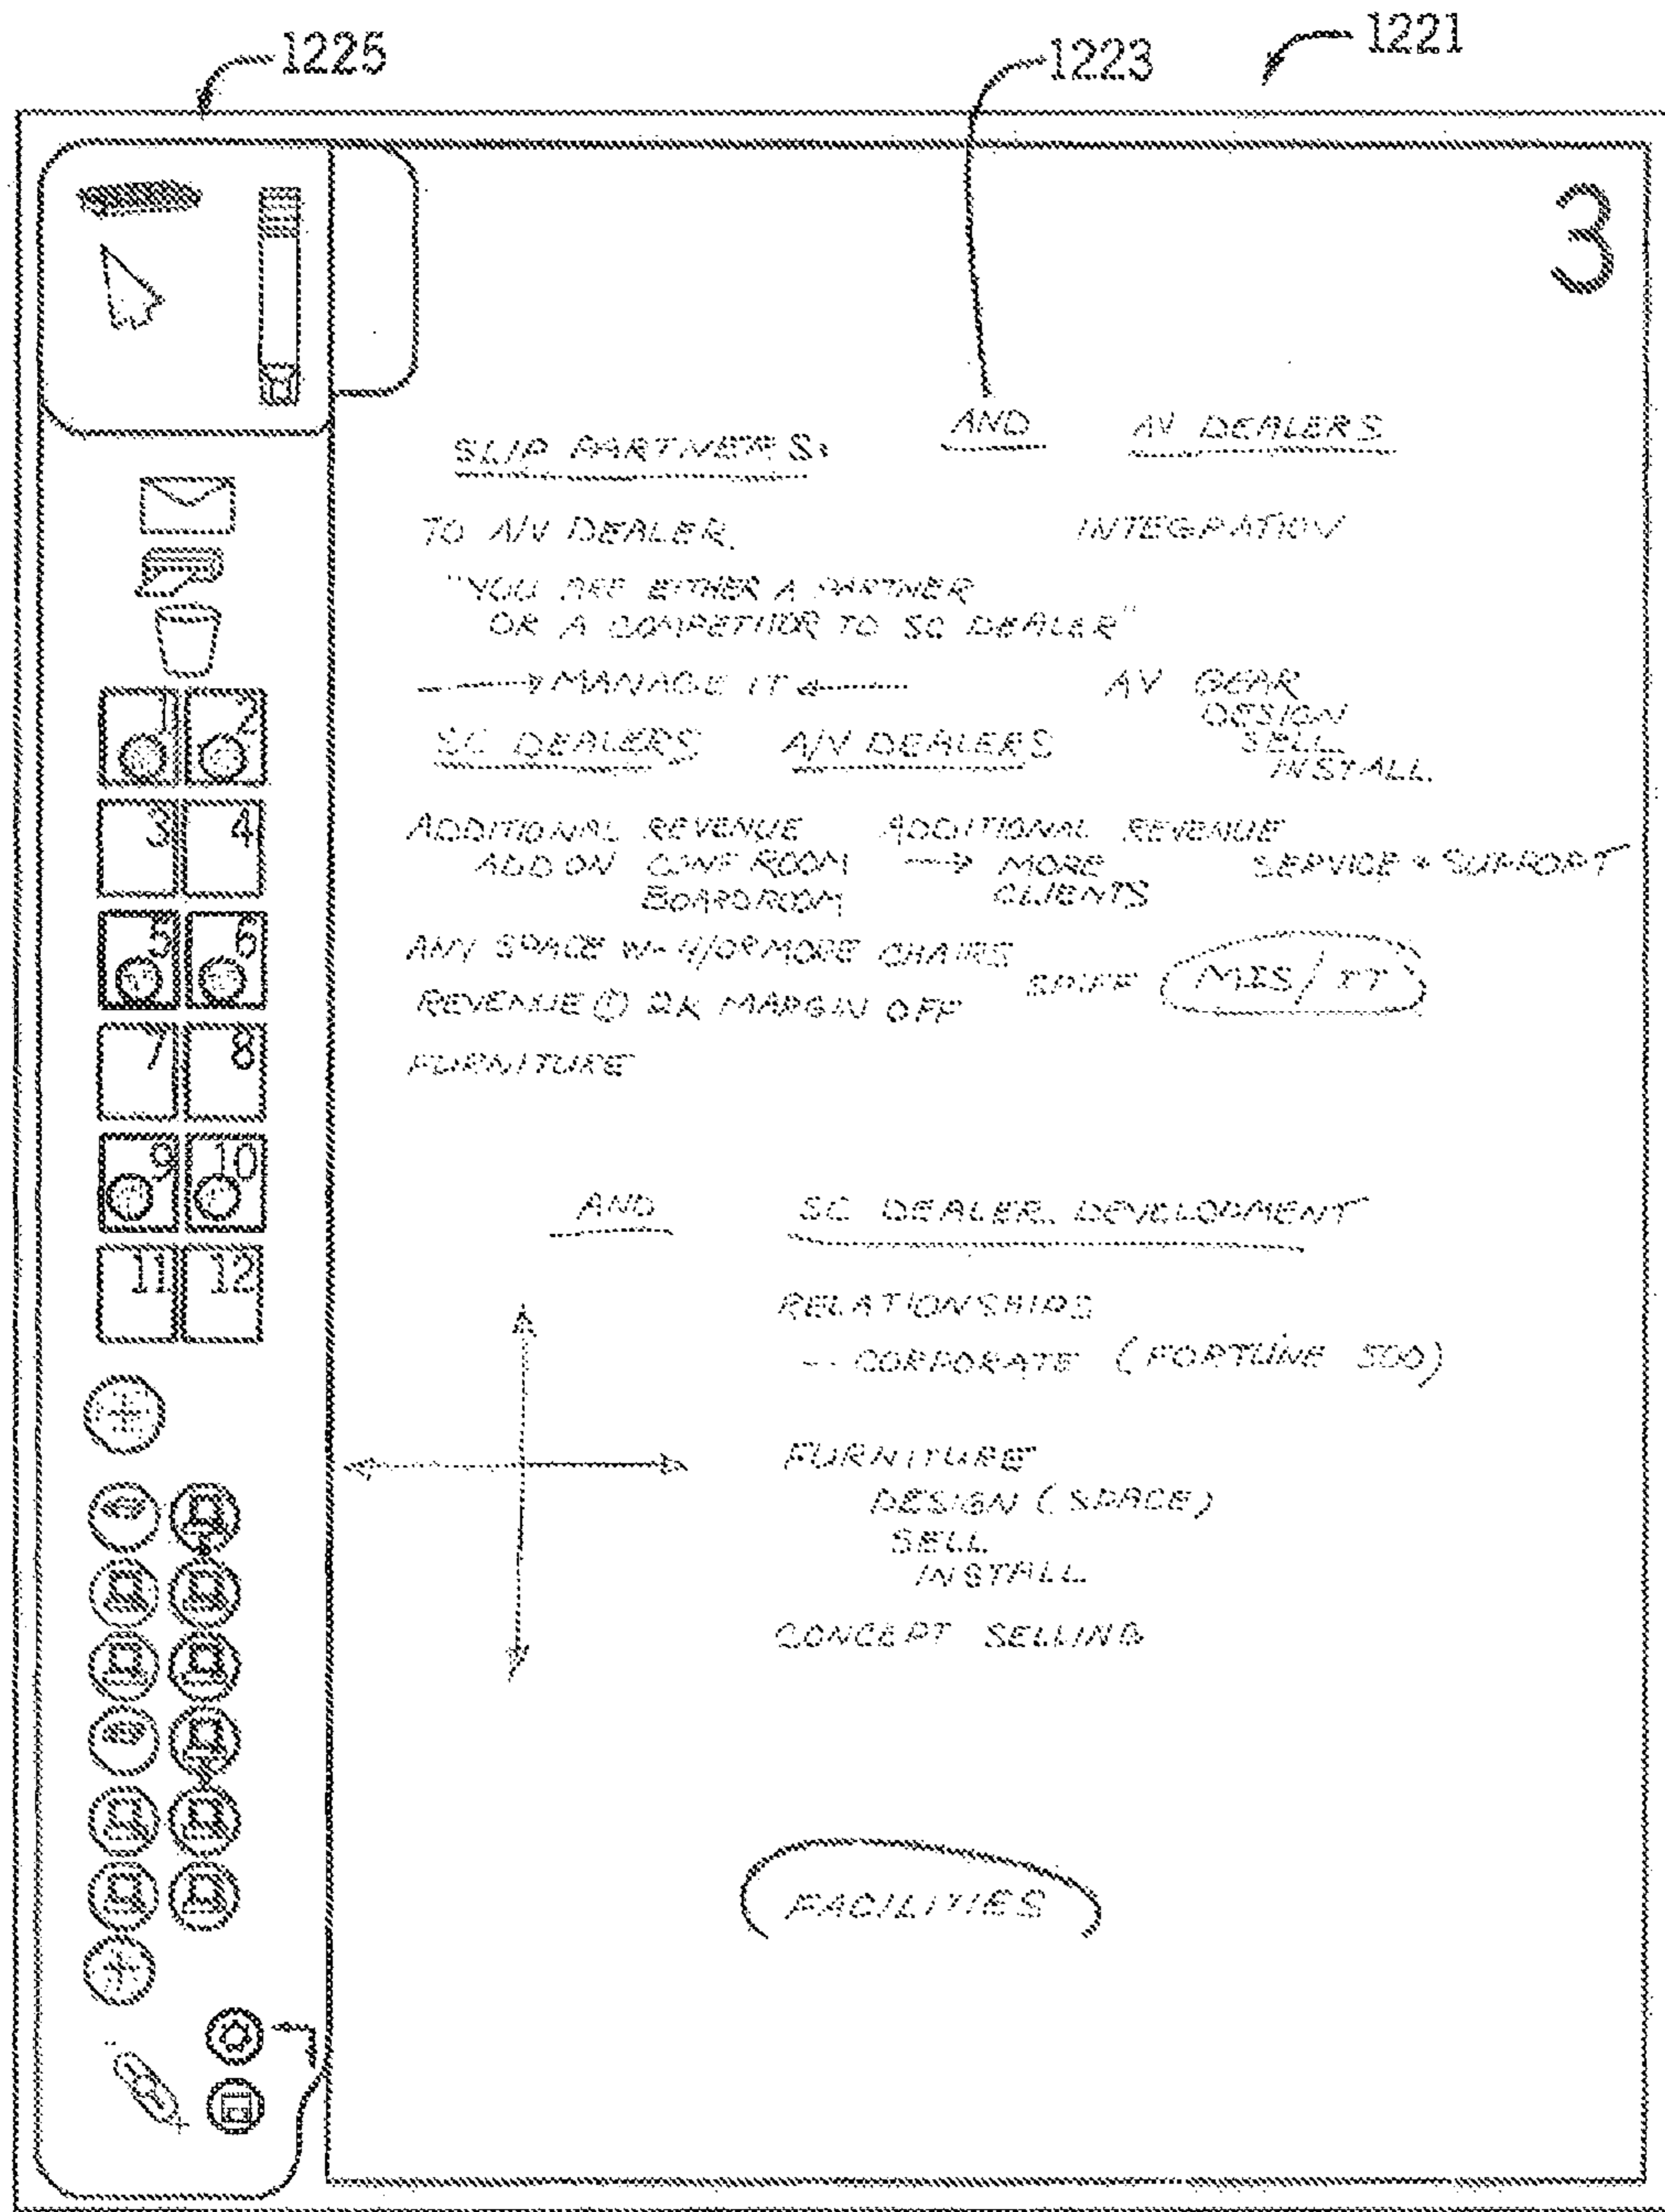 1225
1223
1221
3
SLIP PARTNERS: AND AV DEALERS
TO A/V DEALER. INTEGRATION
"YOU ARE EITHER A PARTNER
OR A COMPETITOR TO SC DEALER"
MANAGE IT
AV GEAR
DESIGN
SELL
INSTALL.
SC DEALERS A/V DEALERS
ADDITIONAL REVENUE
ADD ON CONF ROOM
BOARDROOM
ADDITIONAL REVENUE
MORE
CLIENTS
SERVICE + SUPPORT
ANY SPACE W- 4/OR MORE CHAIRS
SPIFF MIS/IT
REVENUE @ 2K MARGIN OFF
FURNITURE
AND SC DEALER DEVELOPMENT
RELATIONSHIPS
- CORPORATE (FORTUNE 500)
FURNITURE
DESIGN (SPACE)
SELL
INSTALL
CONCEPT SELLING
FACILITIES
1 2
3 4
5 6
7 8
9 10
11 12